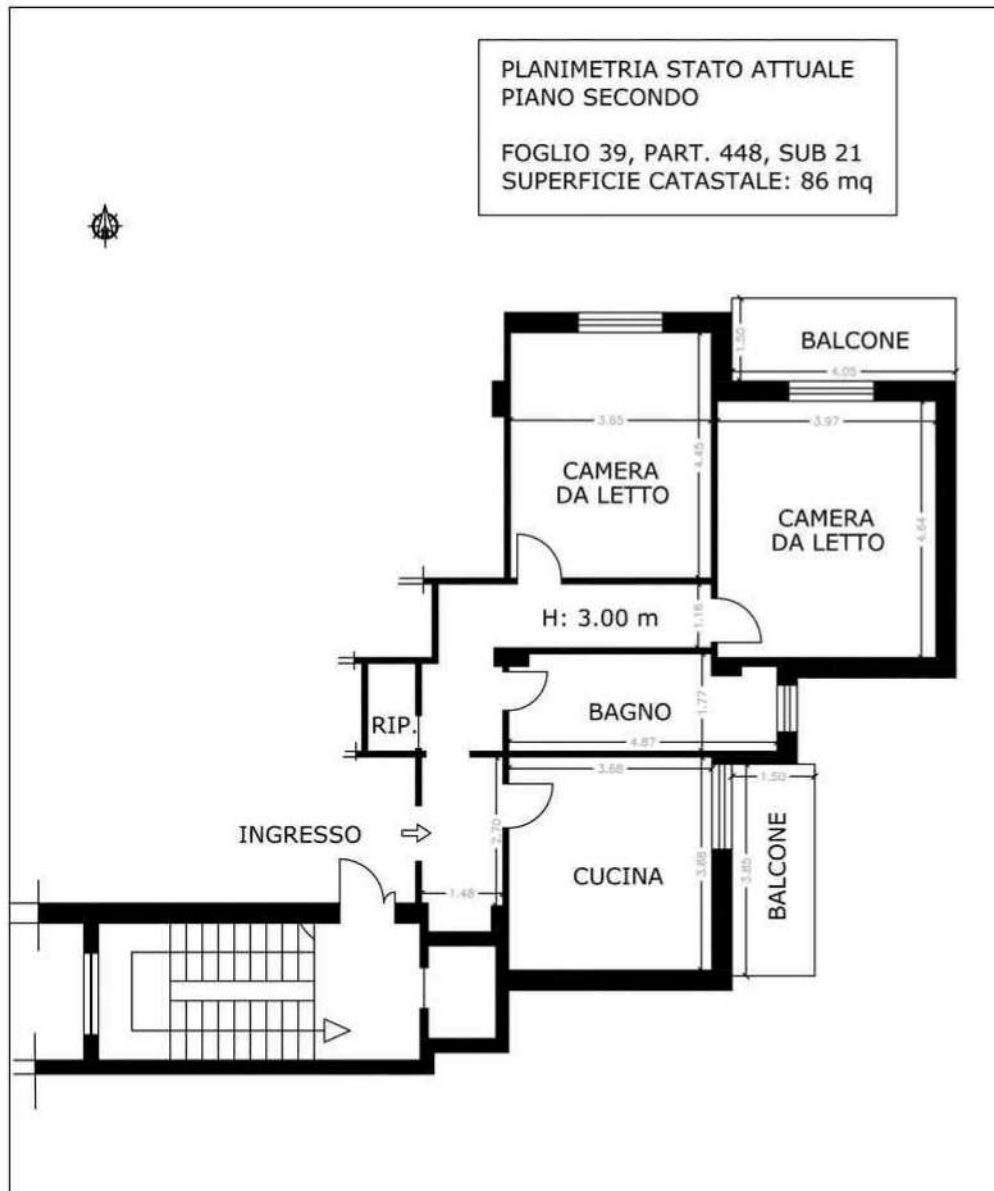 PLANIMETRIA STATO ATTUALE
PIANO SECONDO
FOGLIO 39, PART. 448, SUB 21
SUPERFICIE CATASTALE: 86 mq
BALCONE
1.50
4.05
3.65
3.97
4.45
CAMERA
DA LETTO
CAMERA
DA LETTO
4.64
H: 3.00 m
1.16
RIP.
BAGNO
1.77
4.87
3.68
1.50
INGRESSO
2.70
1.48
CUCINA
3.88
3.85
BALCONE